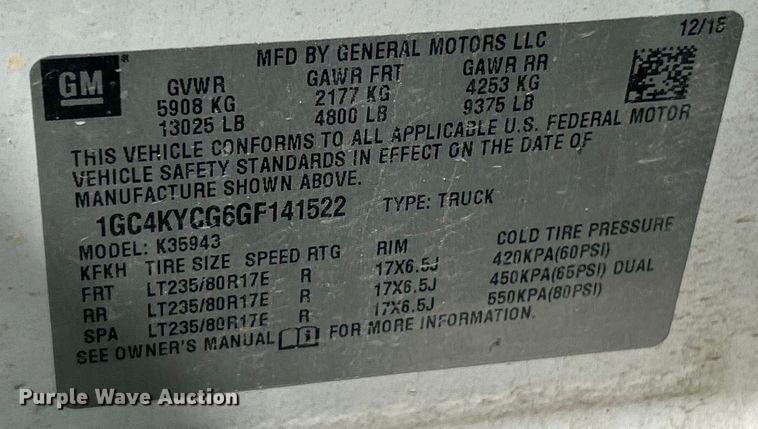 MFD BY GENERAL MOTORS LLC 12/15
GM ®
GVWR GAWR FRT GAWR RR
5908 KG 2177 KG 4253 KG
13025 LB 4800 LB 9375 LB
THIS VEHICLE CONFORMS TO ALL APPLICABLE U.S. FEDERAL MOTOR
VEHICLE SAFETY STANDARDS IN EFFECT ON THE DATE OF
MANUFACTURE SHOWN ABOVE.
1GC4KYCG6GF141522 TYPE: TRUCK
MODEL: K35943
KFKH TIRE SIZE SPEED RTG RIM COLD TIRE PRESSURE
FRT LT235/80R17E R 17X6.5J 420KPA(60PSI)
RR LT235/80R17E R 17X6.5J 450KPA(65PSI) DUAL
SPA LT235/80R17E R 17X6.5J 550KPA(80PSI)
SEE OWNER'S MANUAL FOR MORE INFORMATION.
Purple Wave Auction